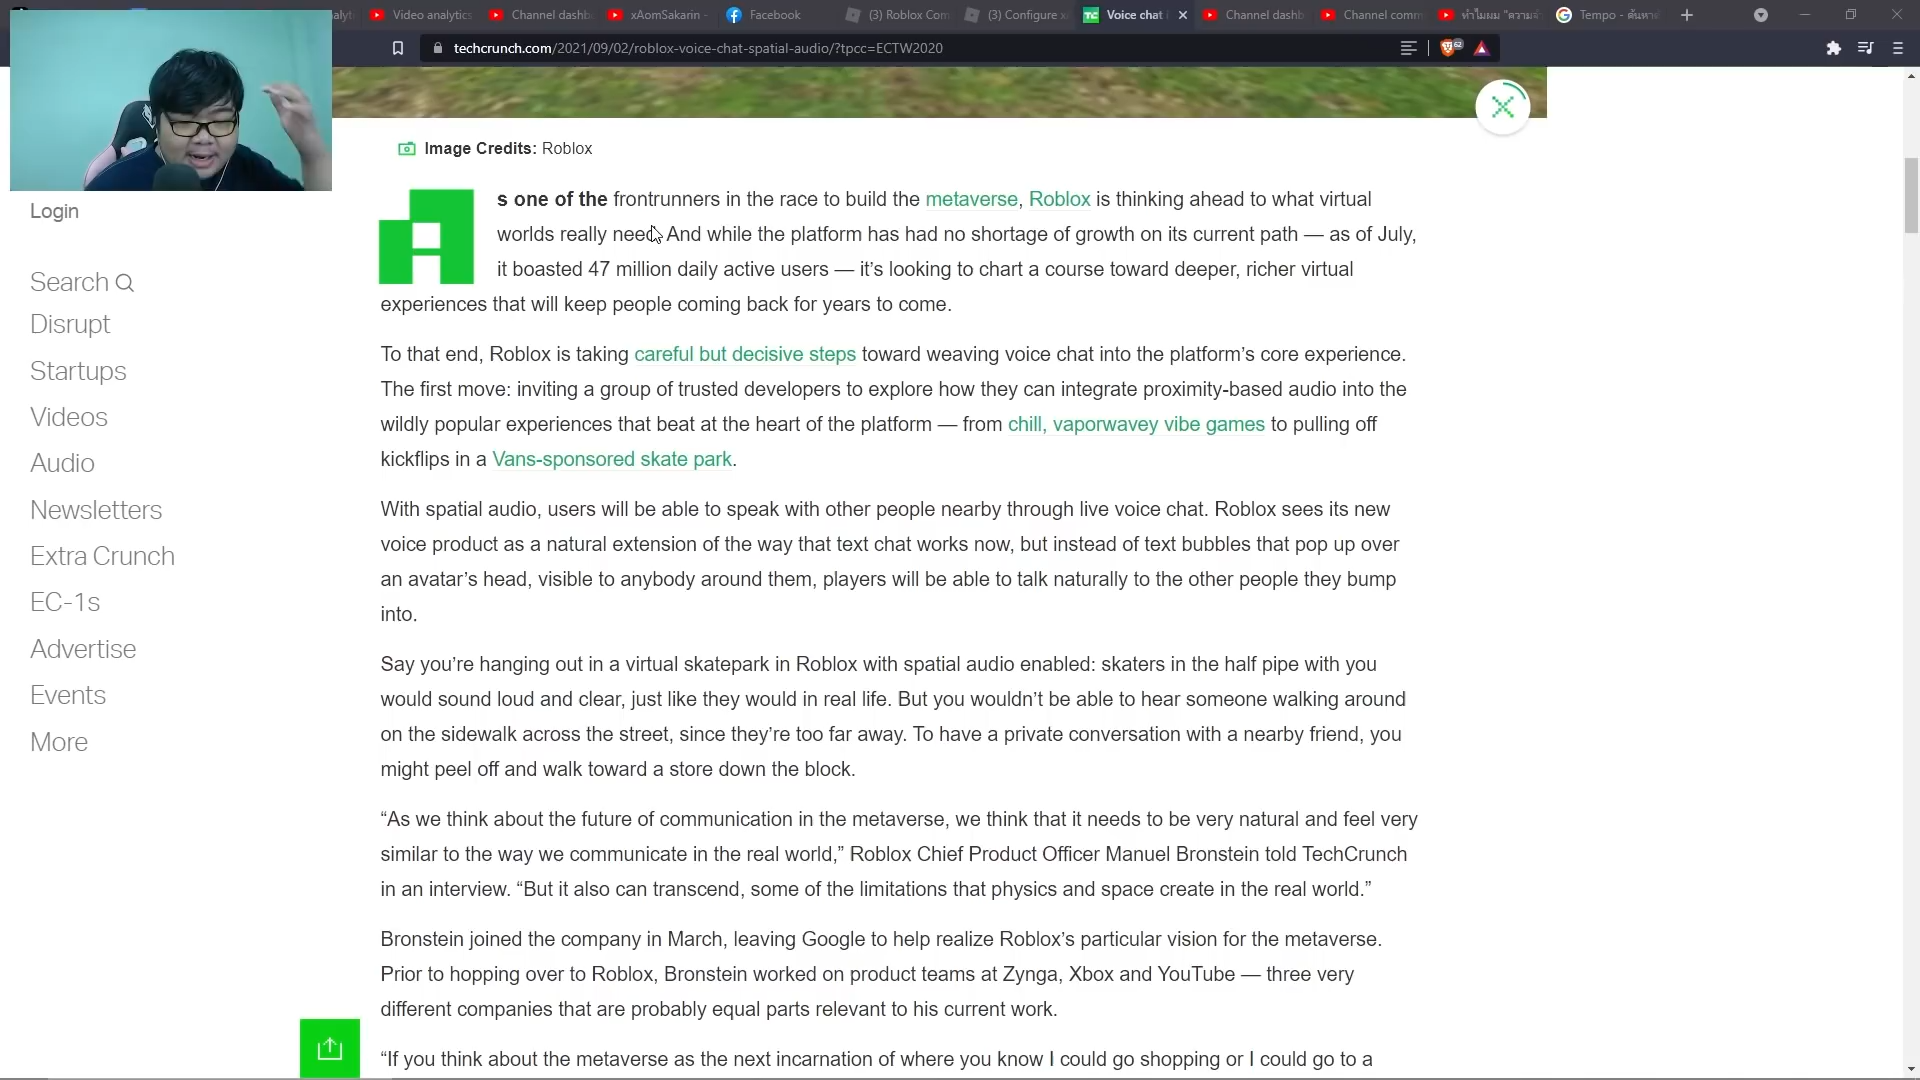 Video analytics
Channel dashb
xAomSakarin -
Facebook
(3) Roblox Com
(3) Configure x
Voice chat
Channel dashb
Channel comm
Tempo - ค้นหา
techcrunch.com/2021/09/02/roblox-voice-chat-spatial-audio/?tpcc=ECTW2020
62
Login
Search
Disrupt
Startups
Videos
Audio
Newsletters
Extra Crunch
EC-1s
Advertise
Events
More
Image Credits: Roblox
As one of the frontrunners in the race to build the metaverse, Roblox is thinking ahead to what virtual
worlds really need. And while the platform has had no shortage of growth on its current path — as of July,
it boasted 47 million daily active users — it’s looking to chart a course toward deeper, richer virtual
experiences that will keep people coming back for years to come.
To that end, Roblox is taking careful but decisive steps toward weaving voice chat into the platform’s core experience.
The first move: inviting a group of trusted developers to explore how they can integrate proximity-based audio into the
wildly popular experiences that beat at the heart of the platform — from chill, vaporwavey vibe games to pulling off
kickflips in a Vans-sponsored skate park.
With spatial audio, users will be able to speak with other people nearby through live voice chat. Roblox sees its new
voice product as a natural extension of the way that text chat works now, but instead of text bubbles that pop up over
an avatar’s head, visible to anybody around them, players will be able to talk naturally to the other people they bump
into.
Say you’re hanging out in a virtual skatepark in Roblox with spatial audio enabled: skaters in the half pipe with you
would sound loud and clear, just like they would in real life. But you wouldn’t be able to hear someone walking around
on the sidewalk across the street, since they’re too far away. To have a private conversation with a nearby friend, you
might peel off and walk toward a store down the block.
“As we think about the future of communication in the metaverse, we think that it needs to be very natural and feel very
similar to the way we communicate in the real world,” Roblox Chief Product Officer Manuel Bronstein told TechCrunch
in an interview. “But it also can transcend, some of the limitations that physics and space create in the real world.”
Bronstein joined the company in March, leaving Google to help realize Roblox’s particular vision for the metaverse.
Prior to hopping over to Roblox, Bronstein worked on product teams at Zynga, Xbox and YouTube — three very
different companies that are probably equal parts relevant to his current work.
“If you think about the metaverse as the next incarnation of where you know I could go shopping or I could go to a